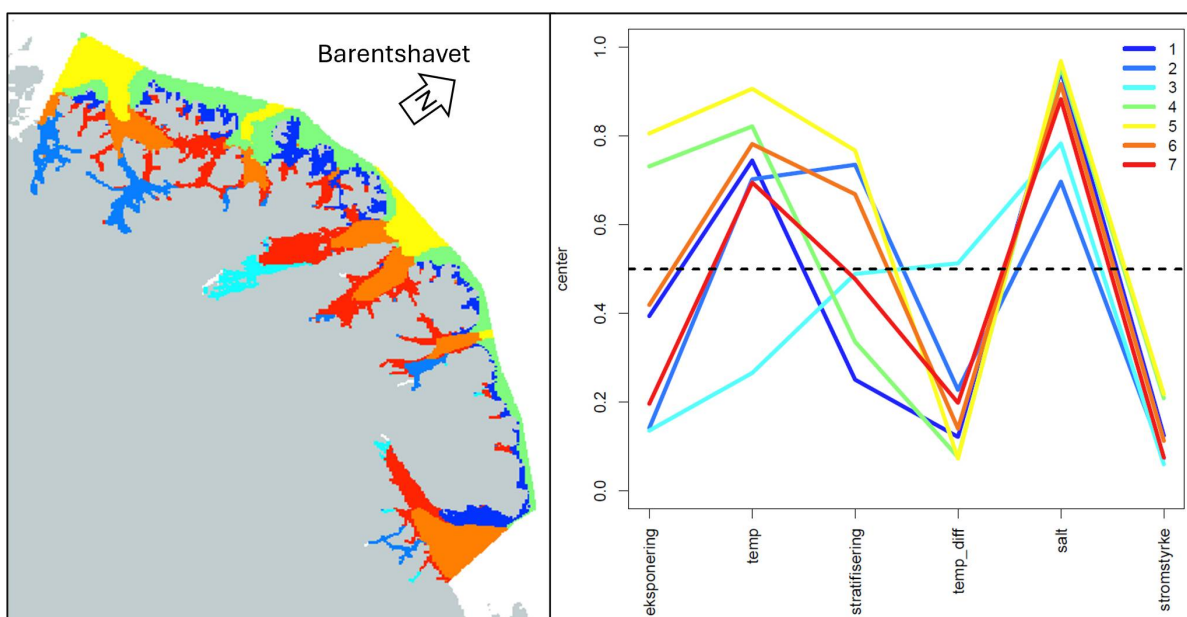 Barentshavet
N
center
1.0
0.8
0.6
0.4
0.2
0.0
1
2
3
4
5
6
7
eksponering
temp
stratifisering
temp_diff
salt
stromstyrke